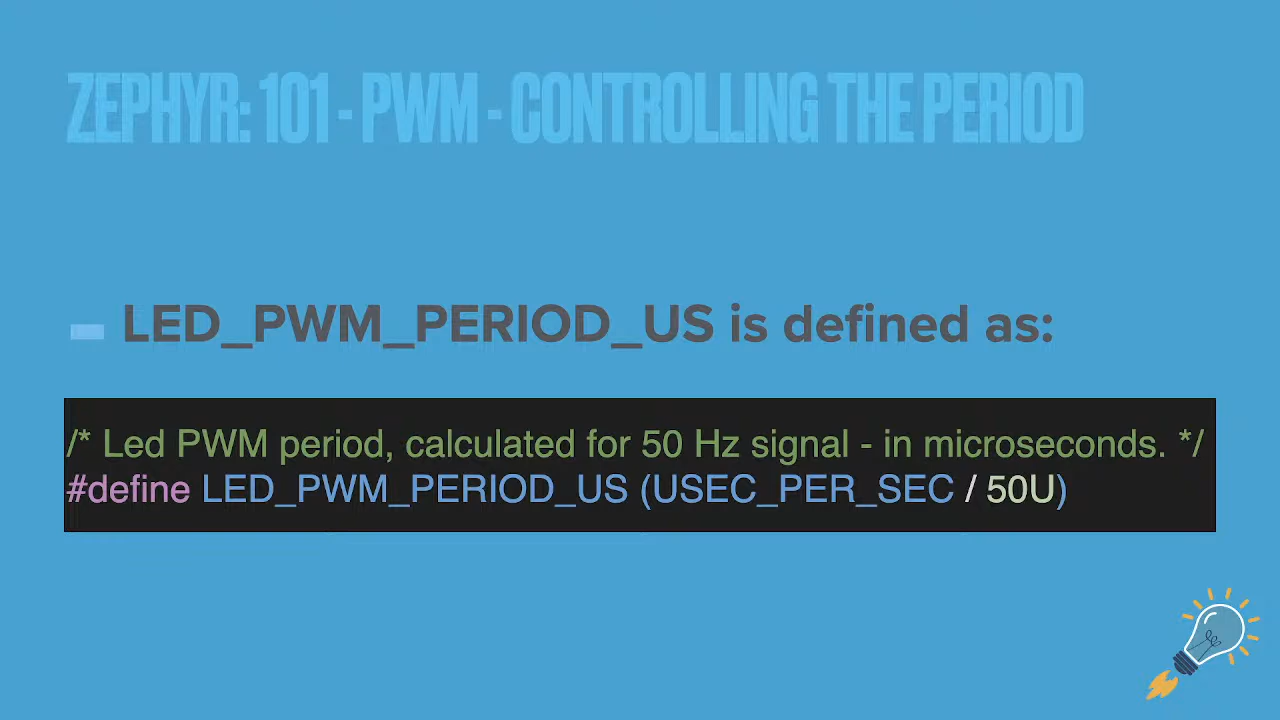 ZEPHYR: 101 - PWM - CONTROLLING THE PERIOD
LED_PWM_PERIOD_US is defined as:
/* Led PWM period, calculated for 50 Hz signal - in microseconds. */
#define LED_PWM_PERIOD_US (USEC_PER_SEC / 50U)